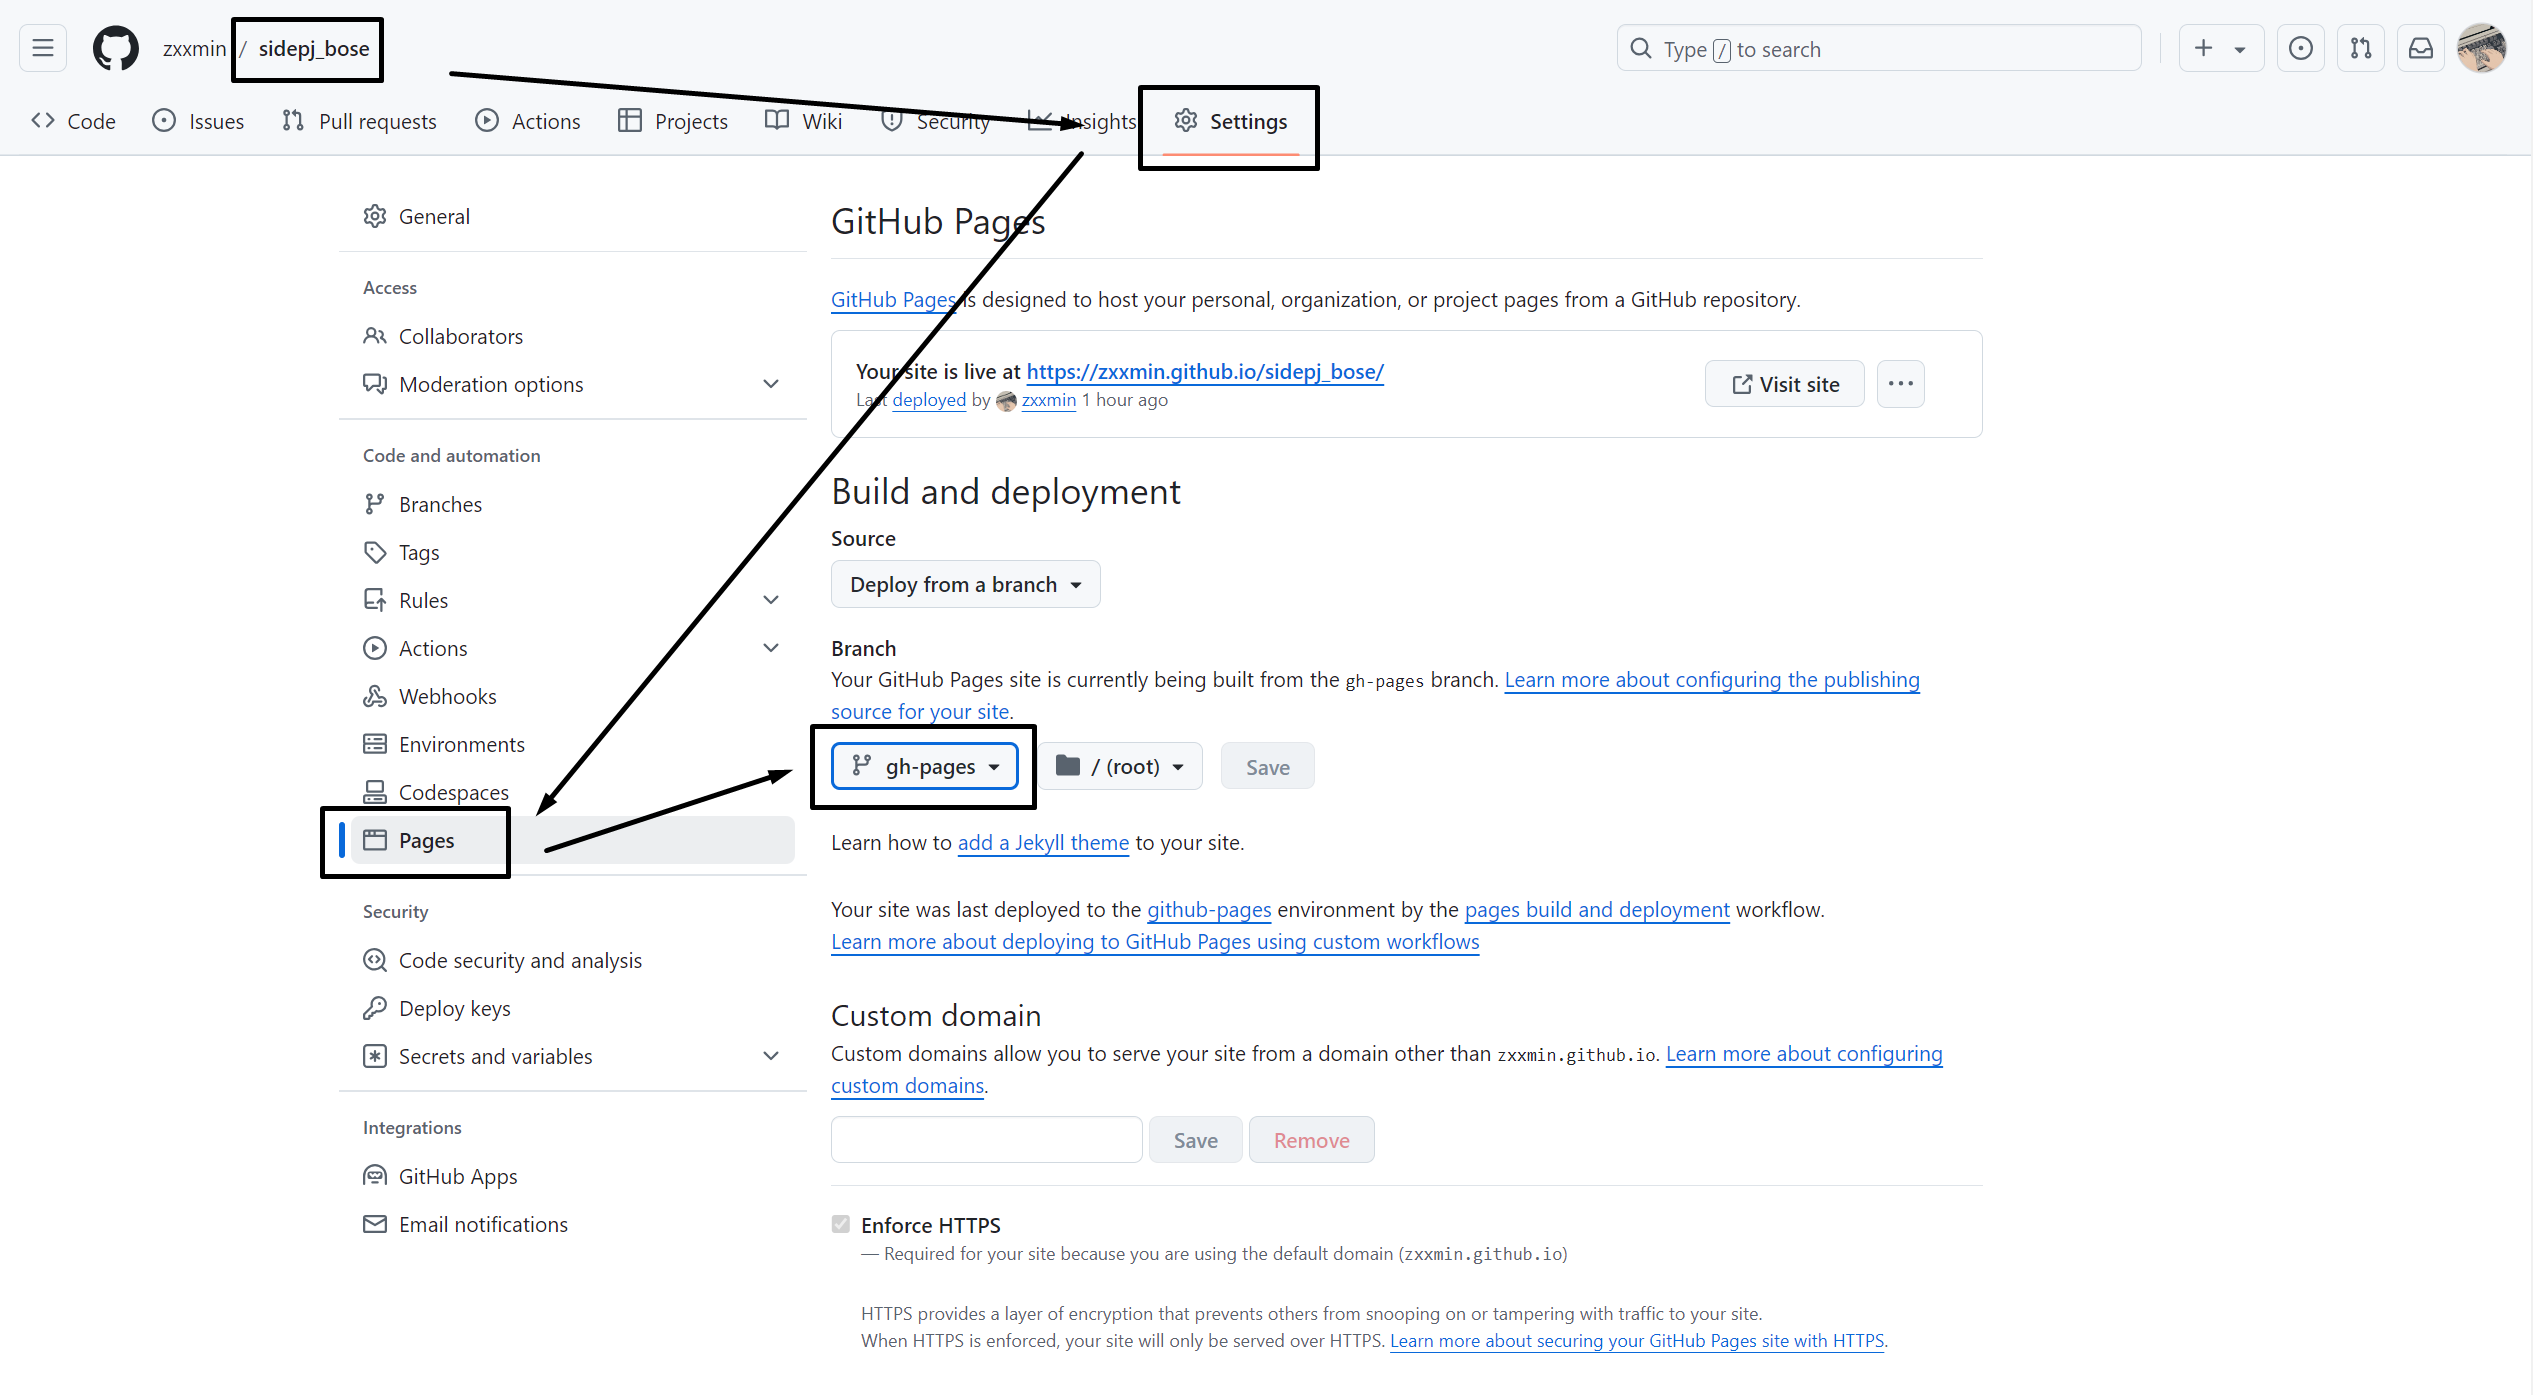 zxxmin / sidepj_bose
Type / to search
Code Issues Pull requests Actions Projects Wiki Security Insights Settings
General
Access
Collaborators
Moderation options
Code and automation
Branches
Tags
Rules
Actions
Webhooks
Environments
Codespaces
Pages
Security
Code security and analysis
Deploy keys
Secrets and variables
Integrations
GitHub Apps
Email notifications
GitHub Pages
GitHub Pages is designed to host your personal, organization, or project pages from a GitHub repository.
Your site is live at https://zxxmin.github.io/sidepj_bose/
Last deployed by zxxmin 1 hour ago
Visit site
Build and deployment
Source
Deploy from a branch
Branch
Your GitHub Pages site is currently being built from the gh-pages branch. Learn more about configuring the publishing
source for your site.
gh-pages / (root) Save
Learn how to add a Jekyll theme to your site.
Your site was last deployed to the github-pages environment by the pages build and deployment workflow.
Learn more about deploying to GitHub Pages using custom workflows
Custom domain
Custom domains allow you to serve your site from a domain other than zxxmin.github.io. Learn more about configuring
custom domains.
Save Remove
Enforce HTTPS
— Required for your site because you are using the default domain (zxxmin.github.io)
HTTPS provides a layer of encryption that prevents others from snooping on or tampering with traffic to your site.
When HTTPS is enforced, your site will only be served over HTTPS. Learn more about securing your GitHub Pages site with HTTPS.